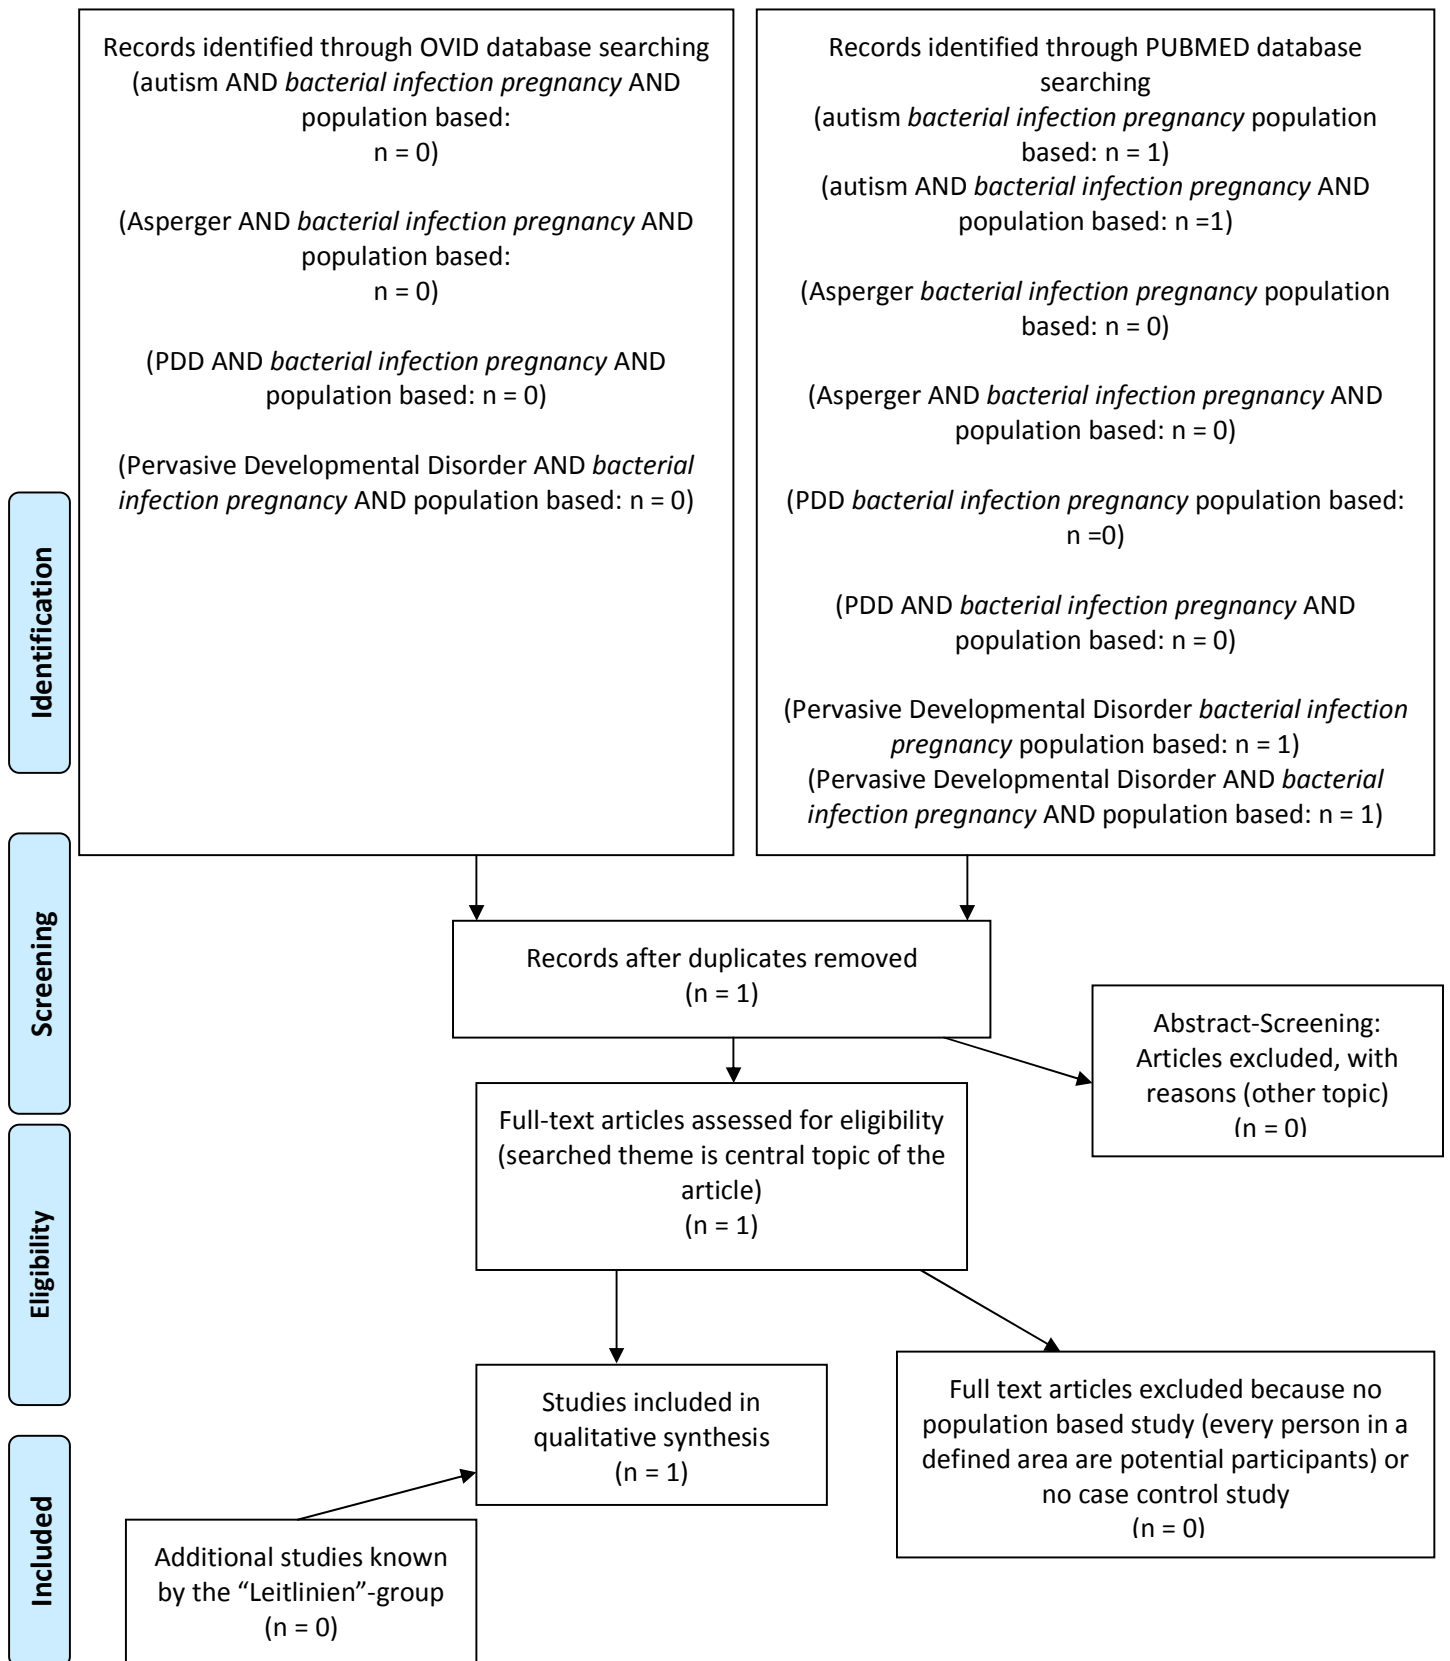 Records identified through OVID database searching
(autism AND bacterial infection pregnancy AND
population based:
n = 0)
(Asperger AND bacterial infection pregnancy AND
population based:
n = 0)
(PDD AND bacterial infection pregnancy AND
population based: n = 0)
(Pervasive Developmental Disorder AND bacterial
infection pregnancy AND population based: n = 0)
Records identified through PUBMED database
searching
(autism bacterial infection pregnancy population
based: n = 1)
(autism AND bacterial infection pregnancy AND
population based: n =1)
(Asperger bacterial infection pregnancy population
based: n = 0)
(Asperger AND bacterial infection pregnancy AND
population based: n = 0)
(PDD bacterial infection pregnancy population based:
n =0)
(PDD AND bacterial infection pregnancy AND
population based: n = 0)
(Pervasive Developmental Disorder bacterial infection
pregnancy population based: n = 1)
(Pervasive Developmental Disorder AND bacterial
infection pregnancy AND population based: n = 1)
Identification
Screening
Records after duplicates removed
(n = 1)
Abstract-Screening:
Articles excluded, with
reasons (other topic)
(n = 0)
Eligibility
Full-text articles assessed for eligibility
(searched theme is central topic of the
article)
(n = 1)
Studies included in
qualitative synthesis
(n = 1)
Full text articles excluded because no
population based study (every person in a
defined area are potential participants) or
no case control study
(n = 0)
Included
Additional studies known
by the “Leitlinien”-group
(n = 0)